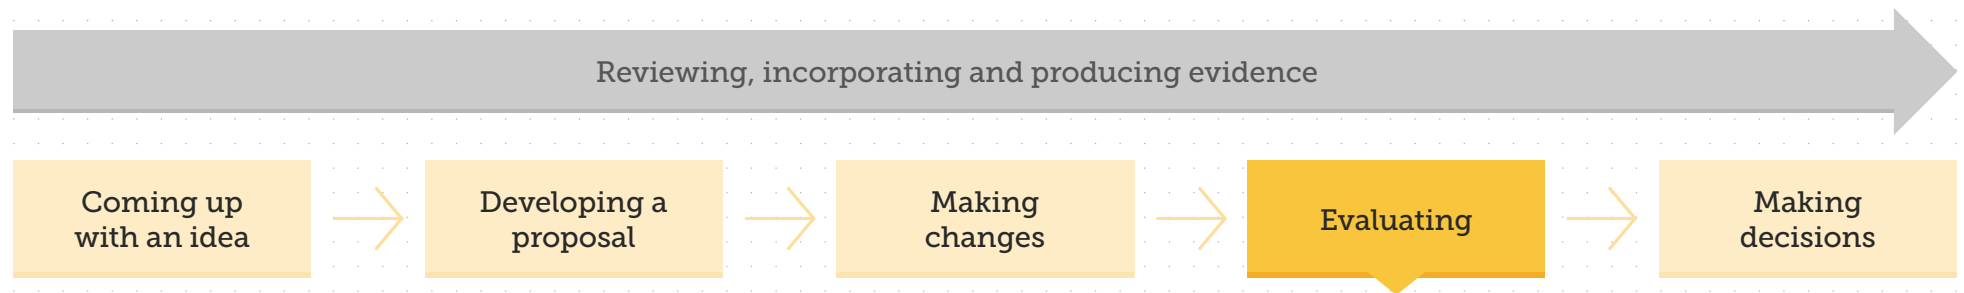 Reviewing, incorporating and producing evidence
Coming up
with an idea
Developing a
proposal
Making
changes
Evaluating
Making
decisions